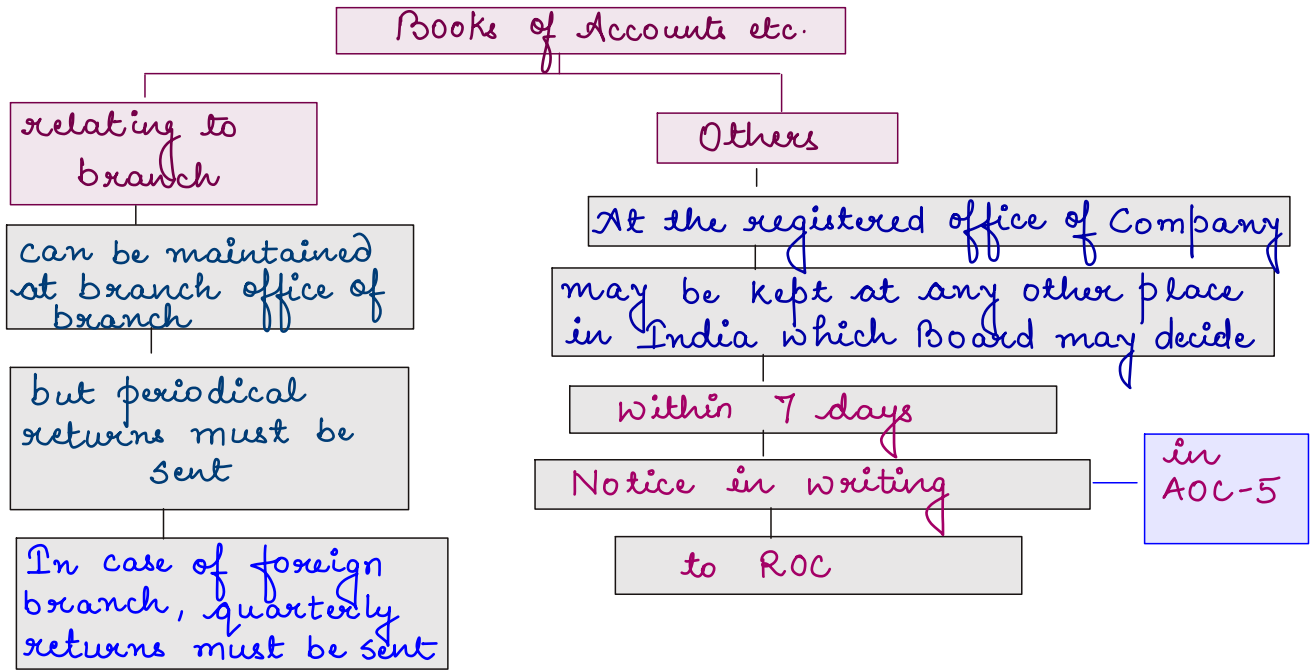 Books of Accounts etc.
relating to
branch
can be maintained
at branch office of
branch
but periodical
returns must be
sent
In case of foreign
branch, quarterly
returns must be sent
Others
At the registered office of Company
may be kept at any other place
in India which Board may decide
within 7 days
Notice in writing
in
AOC-5
to ROC